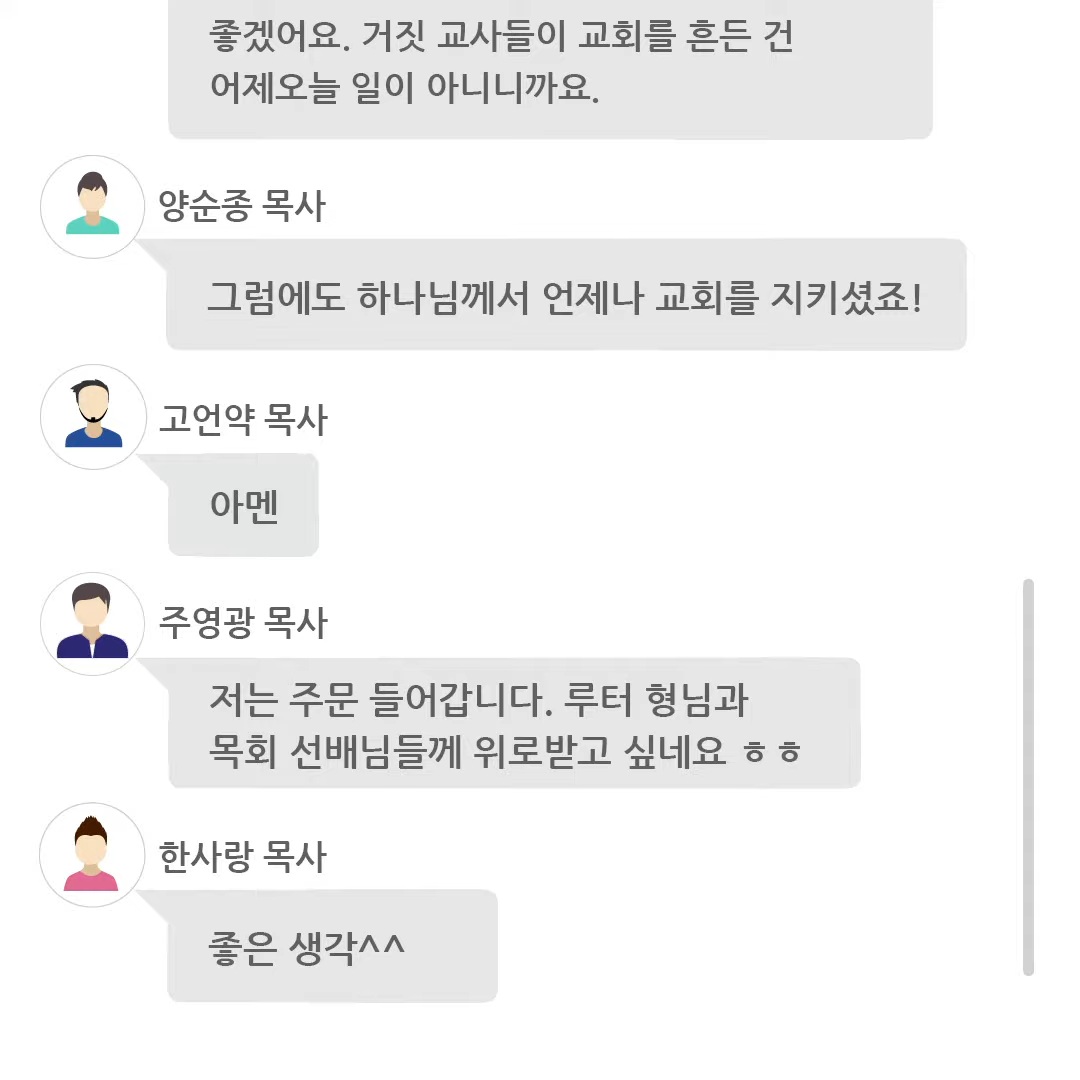 좋겠어요. 거짓 교사들이 교회를 흔든 건
어제오늘 일이 아니니까요.
양순종 목사
그럼에도 하나님께서 언제나 교회를 지키셨죠!
고언약 목사
아멘
주영광 목사
저는 주문 들어갑니다. 루터 형님과
목회 선배님들께 위로받고 싶네요 ㅎㅎ
한사랑 목사
좋은 생각^^